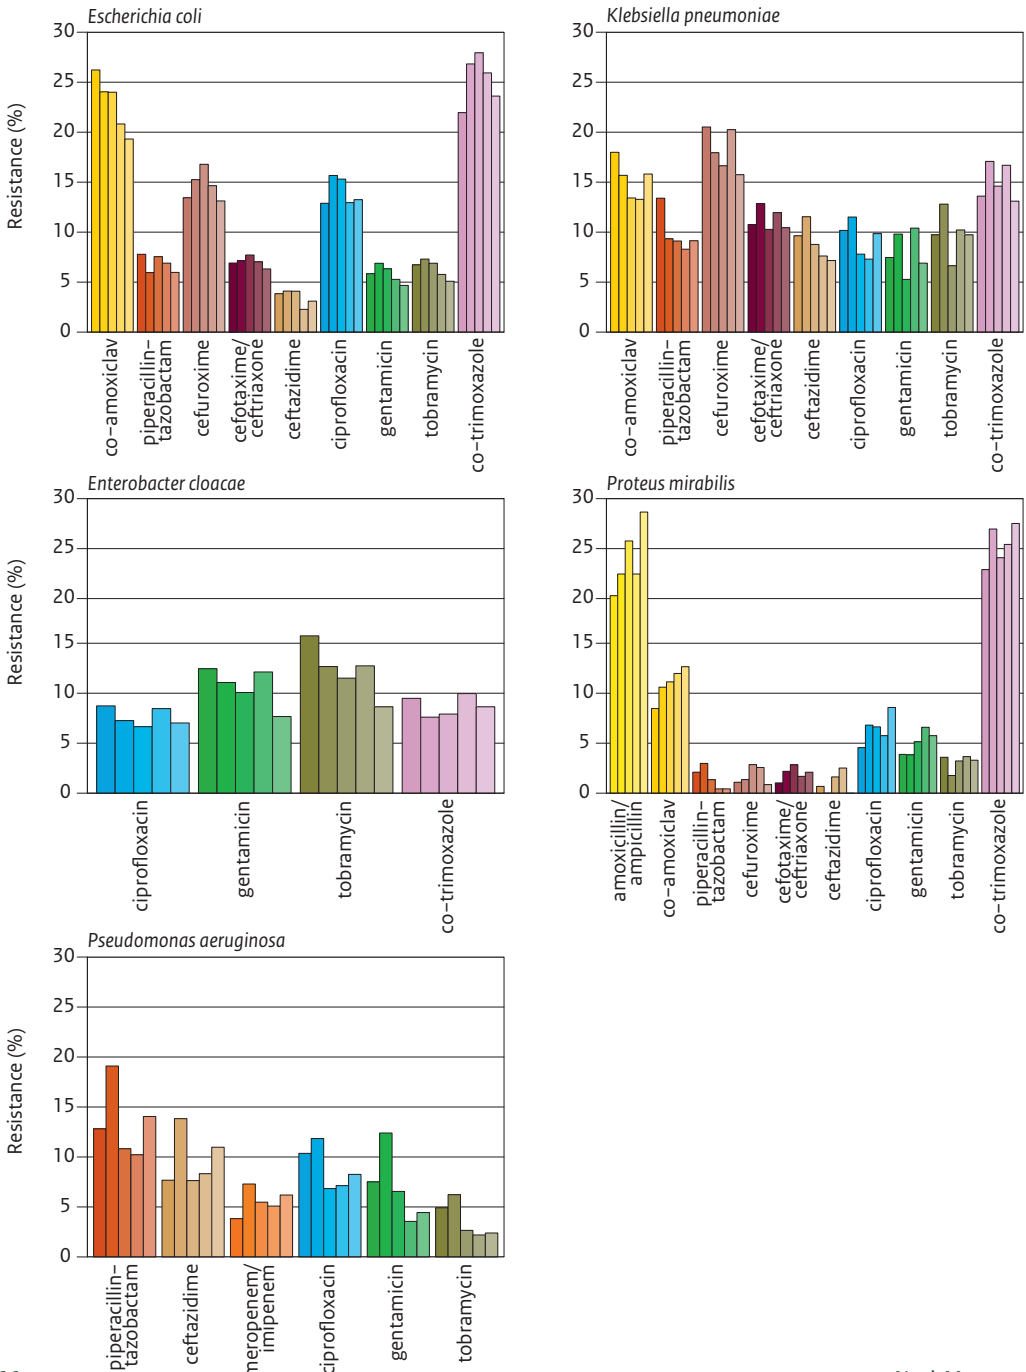 Escherichia coli
Resistance (%)
30
25
20
15
10
5
0
co-amoxiclav
piperacillin-
tazobactam
cefuroxime
cefotaxime/
ceftriaxone
ceftazidime
ciprofloxacin
gentamicin
tobramycin
co-trimoxazole
Klebsiella pneumoniae
30
25
20
15
10
5
0
co-amoxiclav
piperacillin-
tazobactam
cefuroxime
cefotaxime/
ceftriaxone
ceftazidime
ciprofloxacin
gentamicin
tobramycin
co-trimoxazole
Enterobacter cloacae
Resistance (%)
30
25
20
15
10
5
0
ciprofloxacin
gentamicin
tobramycin
co-trimoxazole
Proteus mirabilis
30
25
20
15
10
5
0
amoxicillin/
ampicillin
co-amoxiclav
piperacillin-
tazobactam
cefuroxime
cefotaxime/
ceftriaxone
ceftazidime
ciprofloxacin
gentamicin
tobramycin
co-trimoxazole
Pseudomonas aeruginosa
Resistance (%)
30
25
20
15
10
5
0
piperacillin-
tazobactam
ceftazidime
meropenem/
imipenem
ciprofloxacin
gentamicin
tobramycin